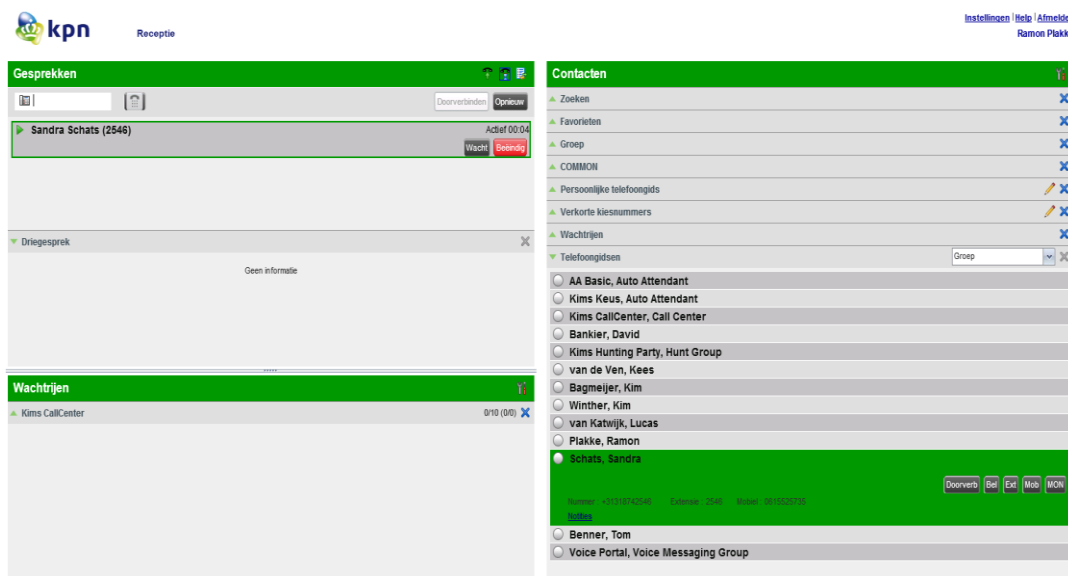 kpn
Receptie
Instellingen Help Afmelde
Ramon Plakk
Gesprekken
Doorverbinden Opnieuw
Sandra Schats (2546) Actief 00:04
Wacht Beëindig
Driegesprek
Geen informatie
Wachtrijen
Kims CallCenter 0/10 (0/0)
Contacten
Zoeken
Favorieten
Groep
COMMON
Persoonlijke telefoongids
Verkorte kiesnummers
Wachtrijen
Telefoongidsen Groep
AA Basic, Auto Attendant
Kims Keus, Auto Attendant
Kims CallCenter, Call Center
Bankier, David
Kims Hunting Party, Hunt Group
van de Ven, Kees
Bagmeijer, Kim
Winther, Kim
van Katwijk, Lucas
Plakke, Ramon
Schats, Sandra
Doorverb Bel Ext Mob MON
Nummer : +31318742546 Extensie : 2546 Mobiel :0615525735
Notities
Benner, Tom
Voice Portal, Voice Messaging Group